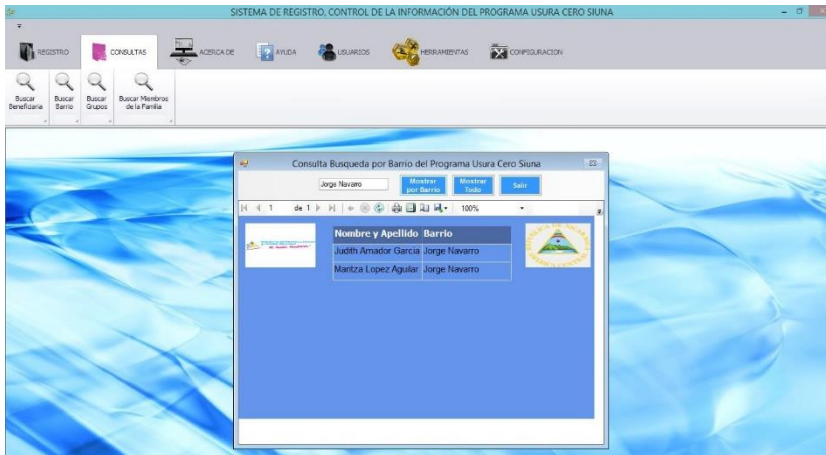 SISTEMA DE REGISTRO, CONTROL DE LA INFORMACIÓN DEL PROGRAMA USURA CERO SIUNA
REGISTRO
CONSULTAS
ACERCA DE
AYUDA
USUARIOS
HERRAMIENTAS
CONFIGURACION
Buscar
Beneficiaria
Buscar
Barrio
Buscar
Grupos
Buscar Miembros
de la Familia
Consulta Busqueda por Barrio del Programa Usura Cero Siuna
Jorge Navarro
Mostrar
por Barrio
Mostrar
Todo
Salir
1 de 1
100%
Nombre y Apellido Barrio
Judith Amador Garcia Jorge Navarro
Maritza Lopez Aguilar Jorge Navarro